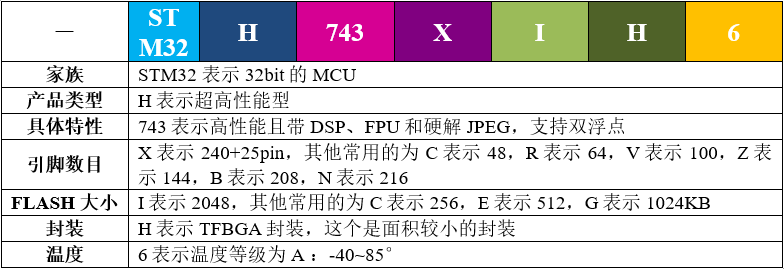 — ST M32 H 743 X I H 6
家族 STM32 表示 32bit 的 MCU
产品类型 H 表示超高性能型
具体特性 743 表示高性能且带 DSP、FPU 和硬解 JPEG，支持双浮点
引脚数目 X 表示 240+25pin，其他常用的为 C 表示 48，R 表示 64，V 表示 100，Z 表
示 144，B 表示 208，N 表示 216
FLASH 大小 I 表示 2048，其他常用的为 C 表示 256，E 表示 512，G 表示 1024KB
封装 H 表示 TFBGA 封装，这个是面积较小的封装
温度 6 表示温度等级为 A ：-40~85°